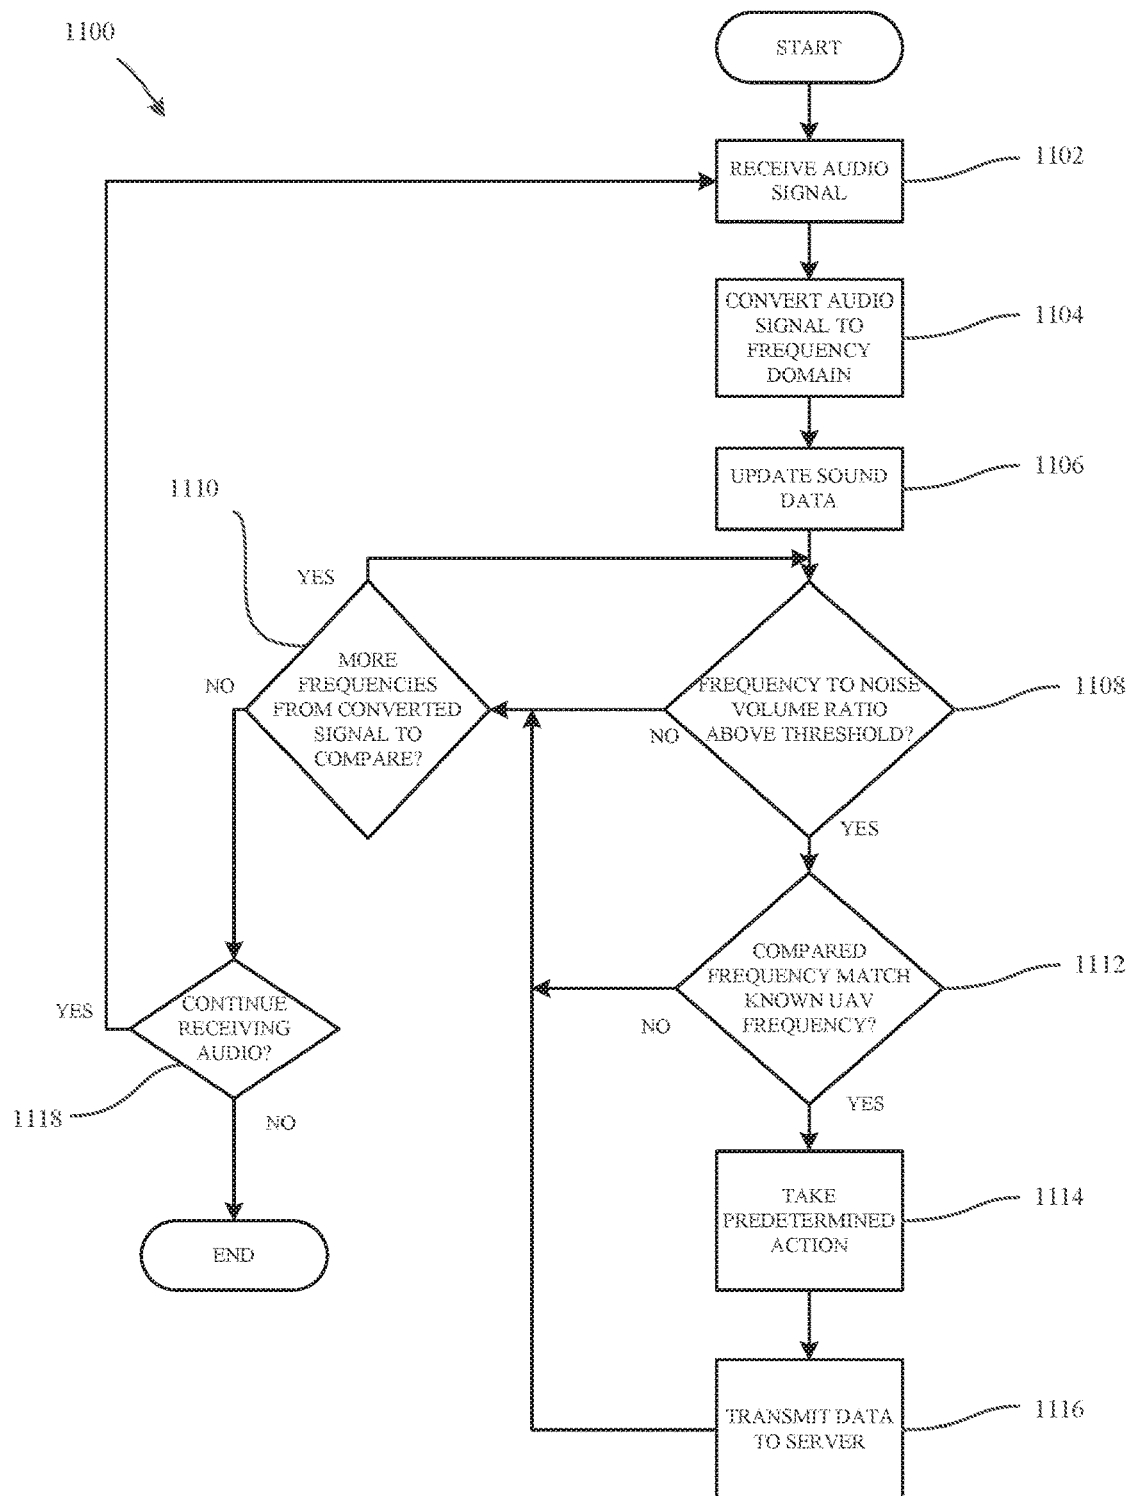 1100
START
RECEIVE AUDIO
SIGNAL
1102
CONVERT AUDIO
SIGNAL TO
FREQUENCY
DOMAIN
1104
UPDATE SOUND
DATA
1106
1110
YES
MORE
FREQUENCIES
FROM CONVERTED
SIGNAL TO
COMPARE?
NO
FREQUENCY TO NOISE
VOLUME RATIO
ABOVE THRESHOLD?
1108
NO
YES
COMPARED
FREQUENCY MATCH
KNOWN UAV
FREQUENCY?
1112
NO
YES
YES
CONTINUE
RECEIVING
AUDIO?
1118
NO
END
TAKE
PREDETERMINED
ACTION
1114
TRANSMIT DATA
TO SERVER
1116